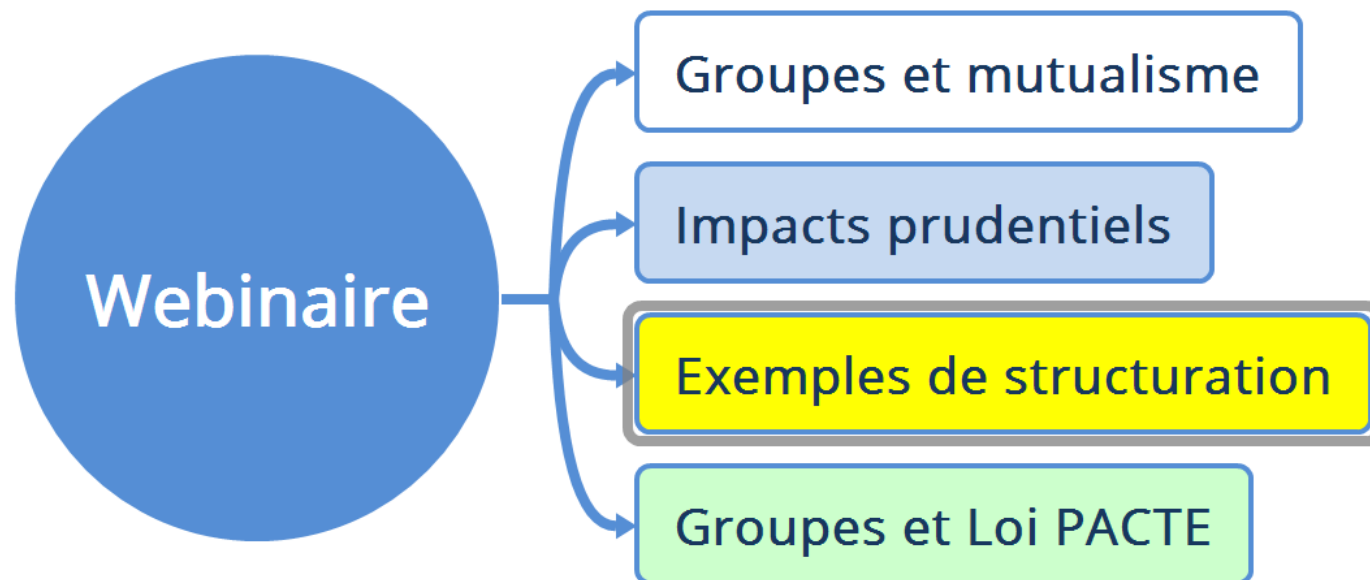 Webinaire
Groupes et mutualisme
Impacts prudentiels
Exemples de structuration
Groupes et Loi PACTE